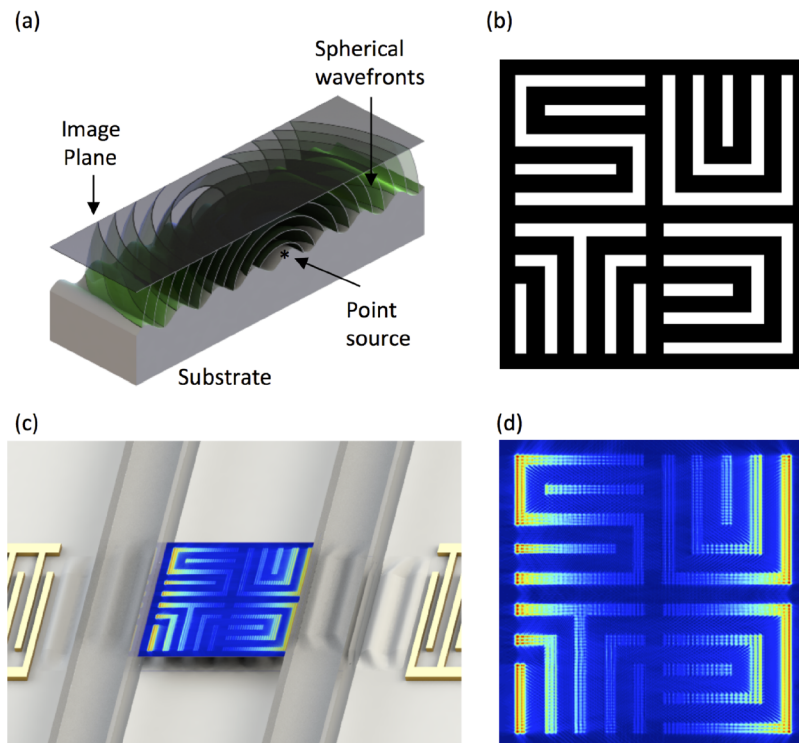 (a)
Spherical
wavefronts
Image
Plane
*
Point
source
Substrate
(b)
(c)
(d)